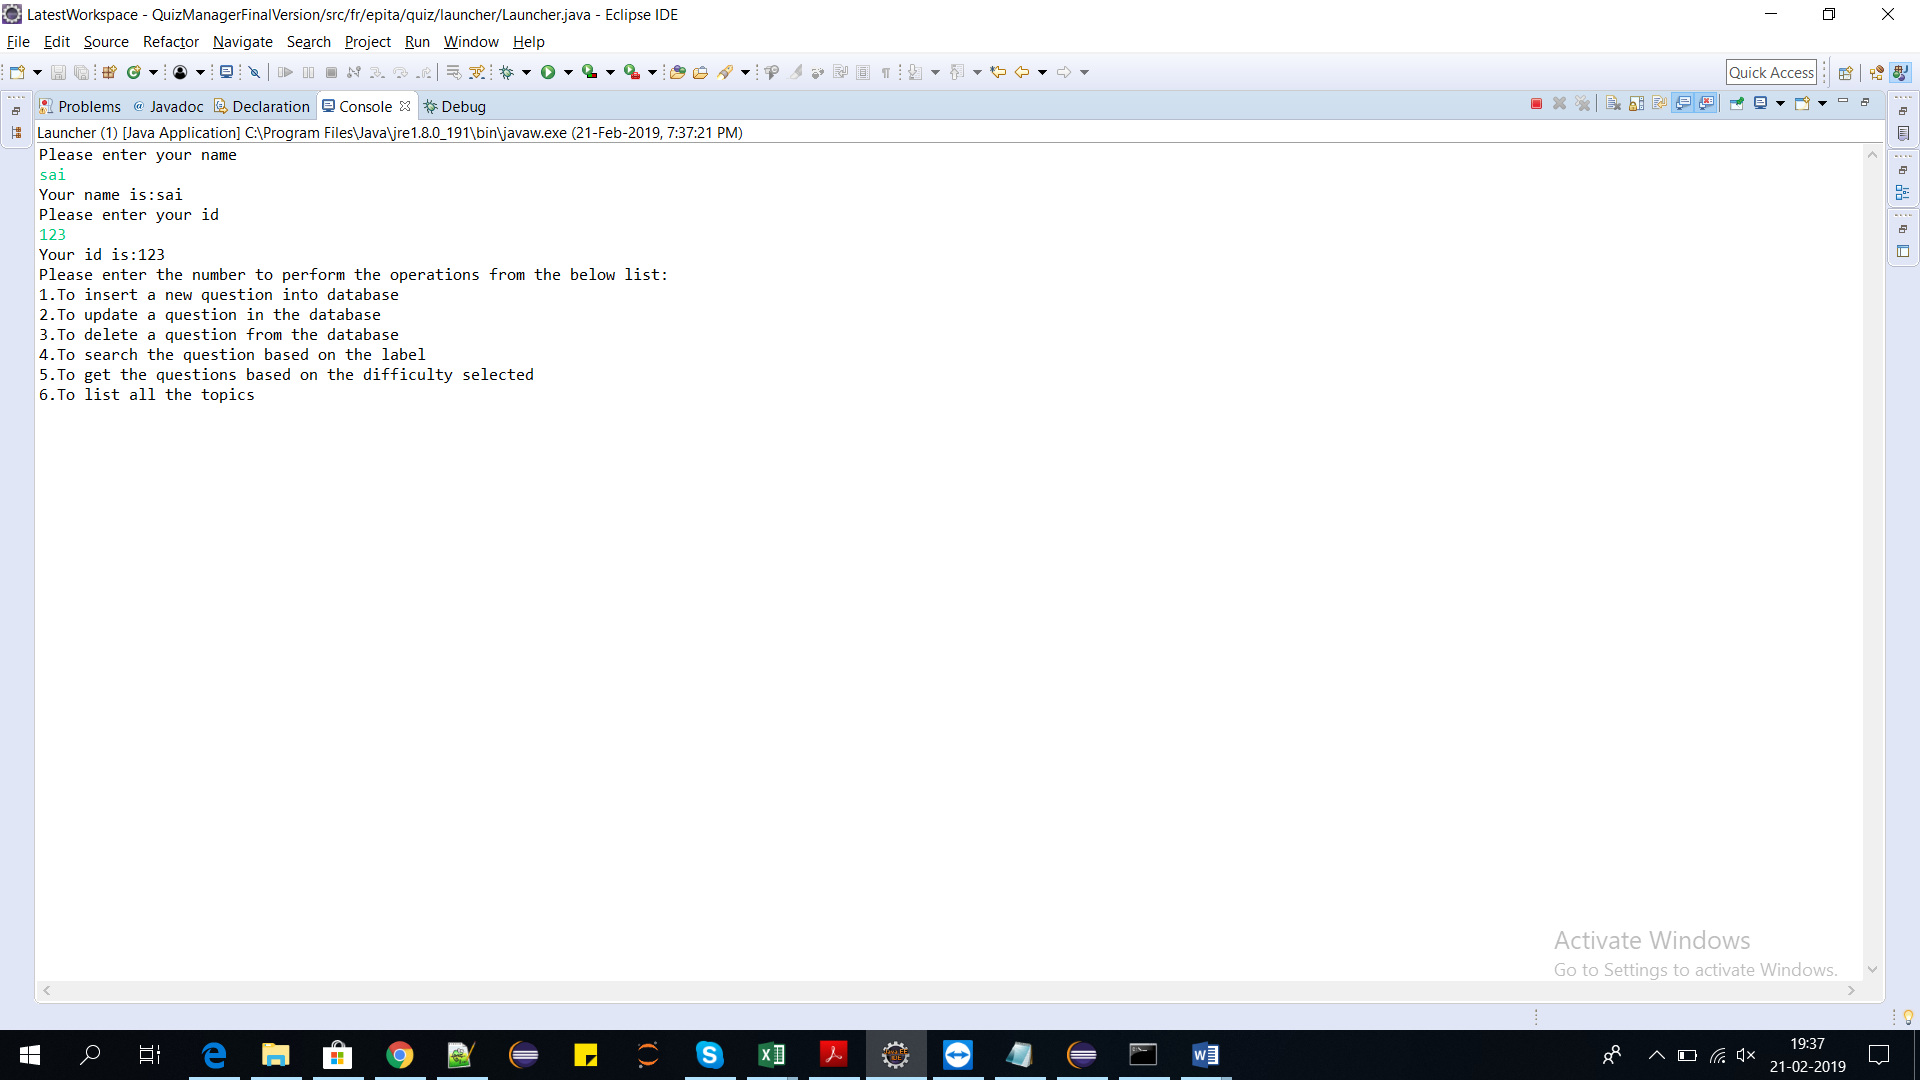 LatestWorkspace - QuizManagerFinalVersion/src/fr/epita/quiz/launcher/Launcher.java - Eclipse IDE
File Edit Source Refactor Navigate Search Project Run Window Help
Quick Access
Problems @ Javadoc Declaration Console Debug
Launcher (1) [Java Application] C:\Program Files\Java\jre1.8.0_191\bin\javaw.exe (21-Feb-2019, 7:37:21 PM)
Please enter your name
sai
Your name is:sai
Please enter your id
123
Your id is:123
Please enter the number to perform the operations from the below list:
1.To insert a new question into database
2.To update a question in the database
3.To delete a question from the database
4.To search the question based on the label
5.To get the questions based on the difficulty selected
6.To list all the topics
Activate Windows
Go to Settings to activate Windows.
19:37
21-02-2019